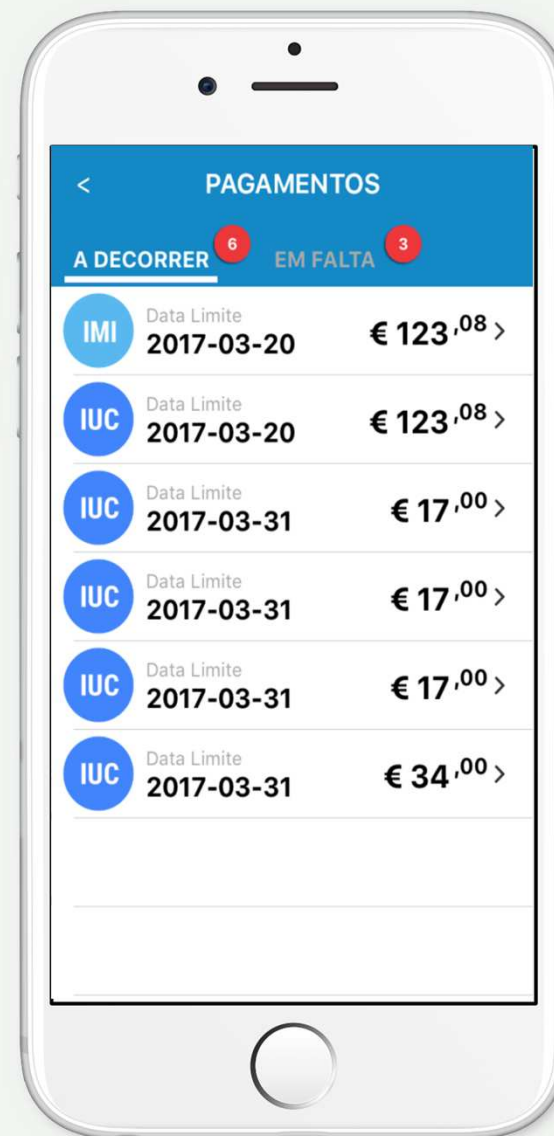 < PAGAMENTOS
A DECORRER 6 EM FALTA 3
IMI Data Limite
2017-03-20 € 123,08 >
IUC Data Limite
2017-03-20 € 123,08 >
IUC Data Limite
2017-03-31 € 17,00 >
IUC Data Limite
2017-03-31 € 17,00 >
IUC Data Limite
2017-03-31 € 17,00 >
IUC Data Limite
2017-03-31 € 34,00 >